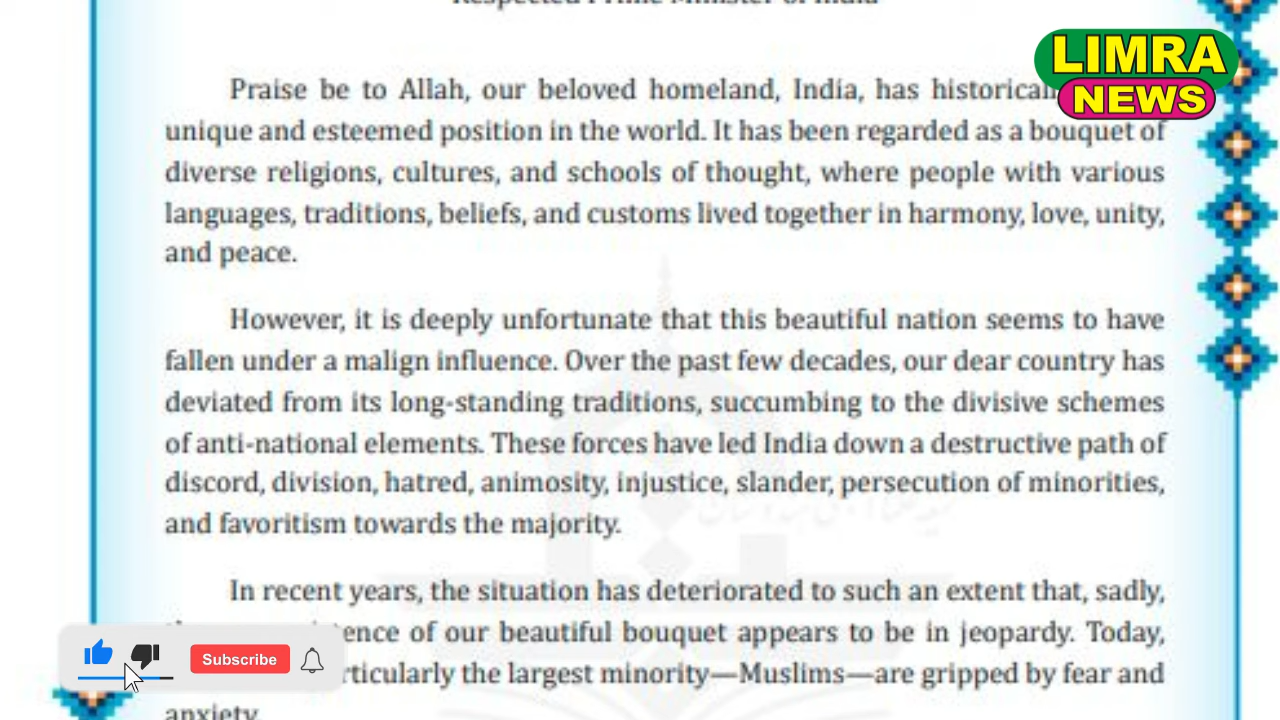 Respected Prime Minister of India
LIMRA
NEWS
Praise be to Allah, our beloved homeland, India, has
unique and esteemed position in the world. It has been regarded as a bouquet of
diverse religions, cultures, and schools of thought, where people with various
languages, traditions, beliefs, and customs lived together in harmony, love, unity,
and peace.
However, it is deeply unfortunate that this beautiful nation seems to have
fallen under a malign influence. Over the past few decades, our dear country has
deviated from its long-standing traditions, succumbing to the divisive schemes
of anti-national elements. These forces have led India down a destructive path of
discord, division, hatred, animosity, injustice, slander, persecution of minorities,
and favoritism towards the majority.
In recent years, the situation has deteriorated to such an extent that, sadly,
of our beautiful bouquet appears to be in jeopardy. Today,
the largest minority—Muslims—are gripped by fear and
anxiety.
Subscribe